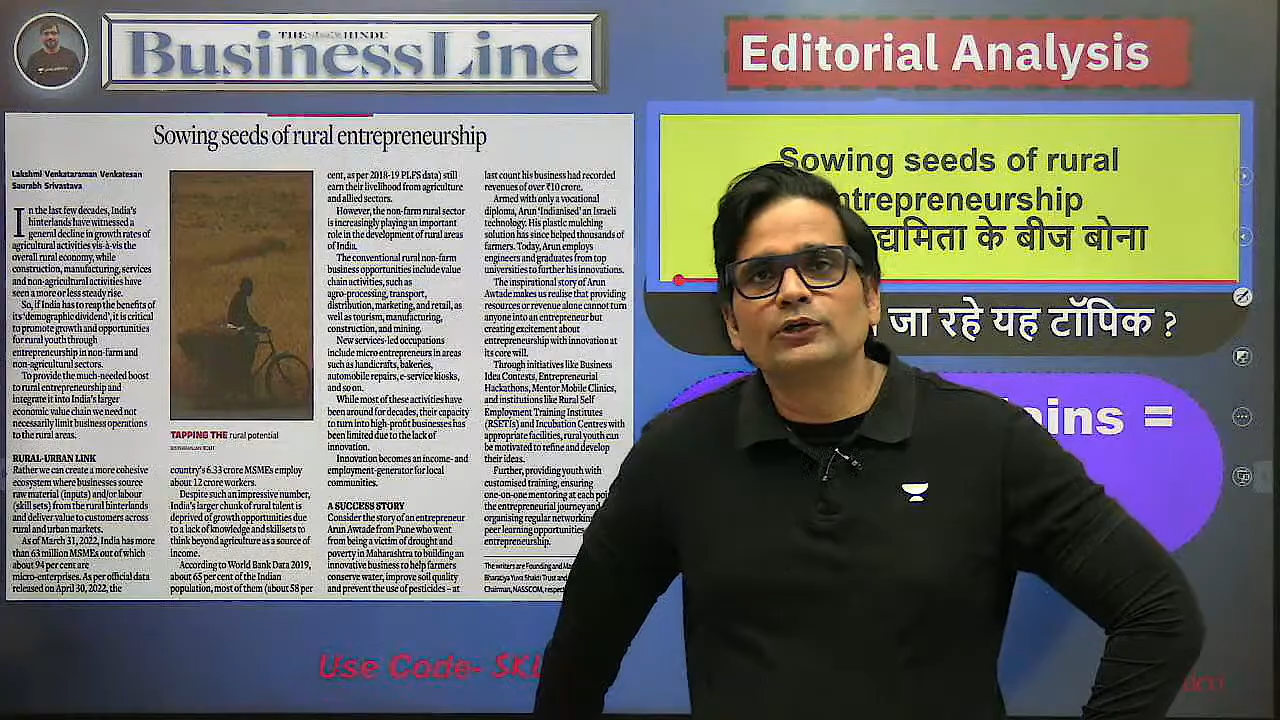 THE HINDU
BusinessLine
Editorial Analysis
Sowing seeds of rural entrepreneurship
Lakshmi Venkataraman Venkatesan
Saurabh Srivastava
In the last few decades, India's
hinterland have witnessed a
general decline in growth rates of
agricultural activities vis-à-vis the
overall rural economy, while
construction, manufacturing, services
and non-agricultural activities have
seen a more or less steady rise.
So, if India has to reap the benefits of
its 'demographic dividend', it is critical
to promote growth and opportunities
for rural youth through
entrepreneurship in non-farm and
non-agricultural sectors.
To provide the much-needed boost
to rural entrepreneurship and
integrate it into India's larger
economic value chain we need not
necessarily limit business operations
to the rural areas.
RURAL-URBAN LINK
Rather we can create a more cohesive
ecosystem where businesses source
raw material (inputs) and/or labour
(skill sets) from the rural hinterlands
and deliver value to customers across
rural and urban markets.
As of March 31, 2022, India has more
than 63 million MSMEs out of which
about 94 per cent are
micro-enterprises. As per official data
released on April 30, 2022, the
TAPPING THE rural potential
country's 6.33 crore MSMEs employ
about 12 crore workers.
Despite such an impressive number,
India's larger chunk of rural talent is
deprived of growth opportunities due
to a lack of knowledge and skillsets to
think beyond agriculture as a source of
income.
According to World Bank Data 2019,
about 65 per cent of the Indian
population, most of them (about 58 per
cent, as per 2018-19 PLFS data) still
earn their livelihood from agriculture
and allied sectors.
However, the non-farm rural sector
is increasingly playing an important
role in the development of rural areas
of India.
The conventional rural non-farm
business opportunities include value
chain activities, such as
agro-processing, transport,
distribution, marketing, and retail, as
well as tourism, manufacturing,
construction, and mining.
New services-led occupations
include micro entrepreneurs in areas
such as handicrafts, bakeries,
automobile repairs, e-service kiosks,
and so on.
While most of these activities have
been around for decades, their capacity
to turn into high-profit businesses has
been limited due to the lack of
innovation.
Innovation becomes an income- and
employment-generator for local
communities.
A SUCCESS STORY
Consider the story of an entrepreneur
Arun Awtade from Pune who went
from being a victim of drought and
poverty in Maharashtra to building an
innovative business to help farmers
conserve water, improve soil quality
and prevent the use of pesticides – at
last count his business had recorded
revenues of over ₹10 crore.
Armed with only a vocational
diploma, Arun 'Indianised' an Israeli
technology. His plastic mulching
solution has since helped thousands of
farmers. Today, Arun employs
engineers and graduates from top
universities to further his innovations.
The inspirational story of Arun
Awtade makes us realise that providing
resources or revenue alone cannot turn
anyone into an entrepreneur but
creating excitement about
entrepreneurship with innovation at
its core will.
Through initiatives like Business
Idea Contests, Entrepreneurial
Hackathons, Mentor Mobile Clinics,
and institutions like Rural Self
Employment Training Institutes
(RSETIs) and Incubation Centres with
appropriate facilities, rural youth can
be motivated to refine and develop
their ideas.
Further, providing youth with
customised training, ensuring
one-on-one mentoring at each poi
the entrepreneurial journey and
organising regular networking
peer learning opportunities
entrepreneurship.
The writers are Founding and Ma
Bharatiya Yuva Shakti Trust and
Chairman, NASSCOM, respec
Sowing seeds of rural
ntrepreneurship
द्यमिता के बीज बोना
जा रहे यह टॉपिक ?
ins =
Use Code- SKL